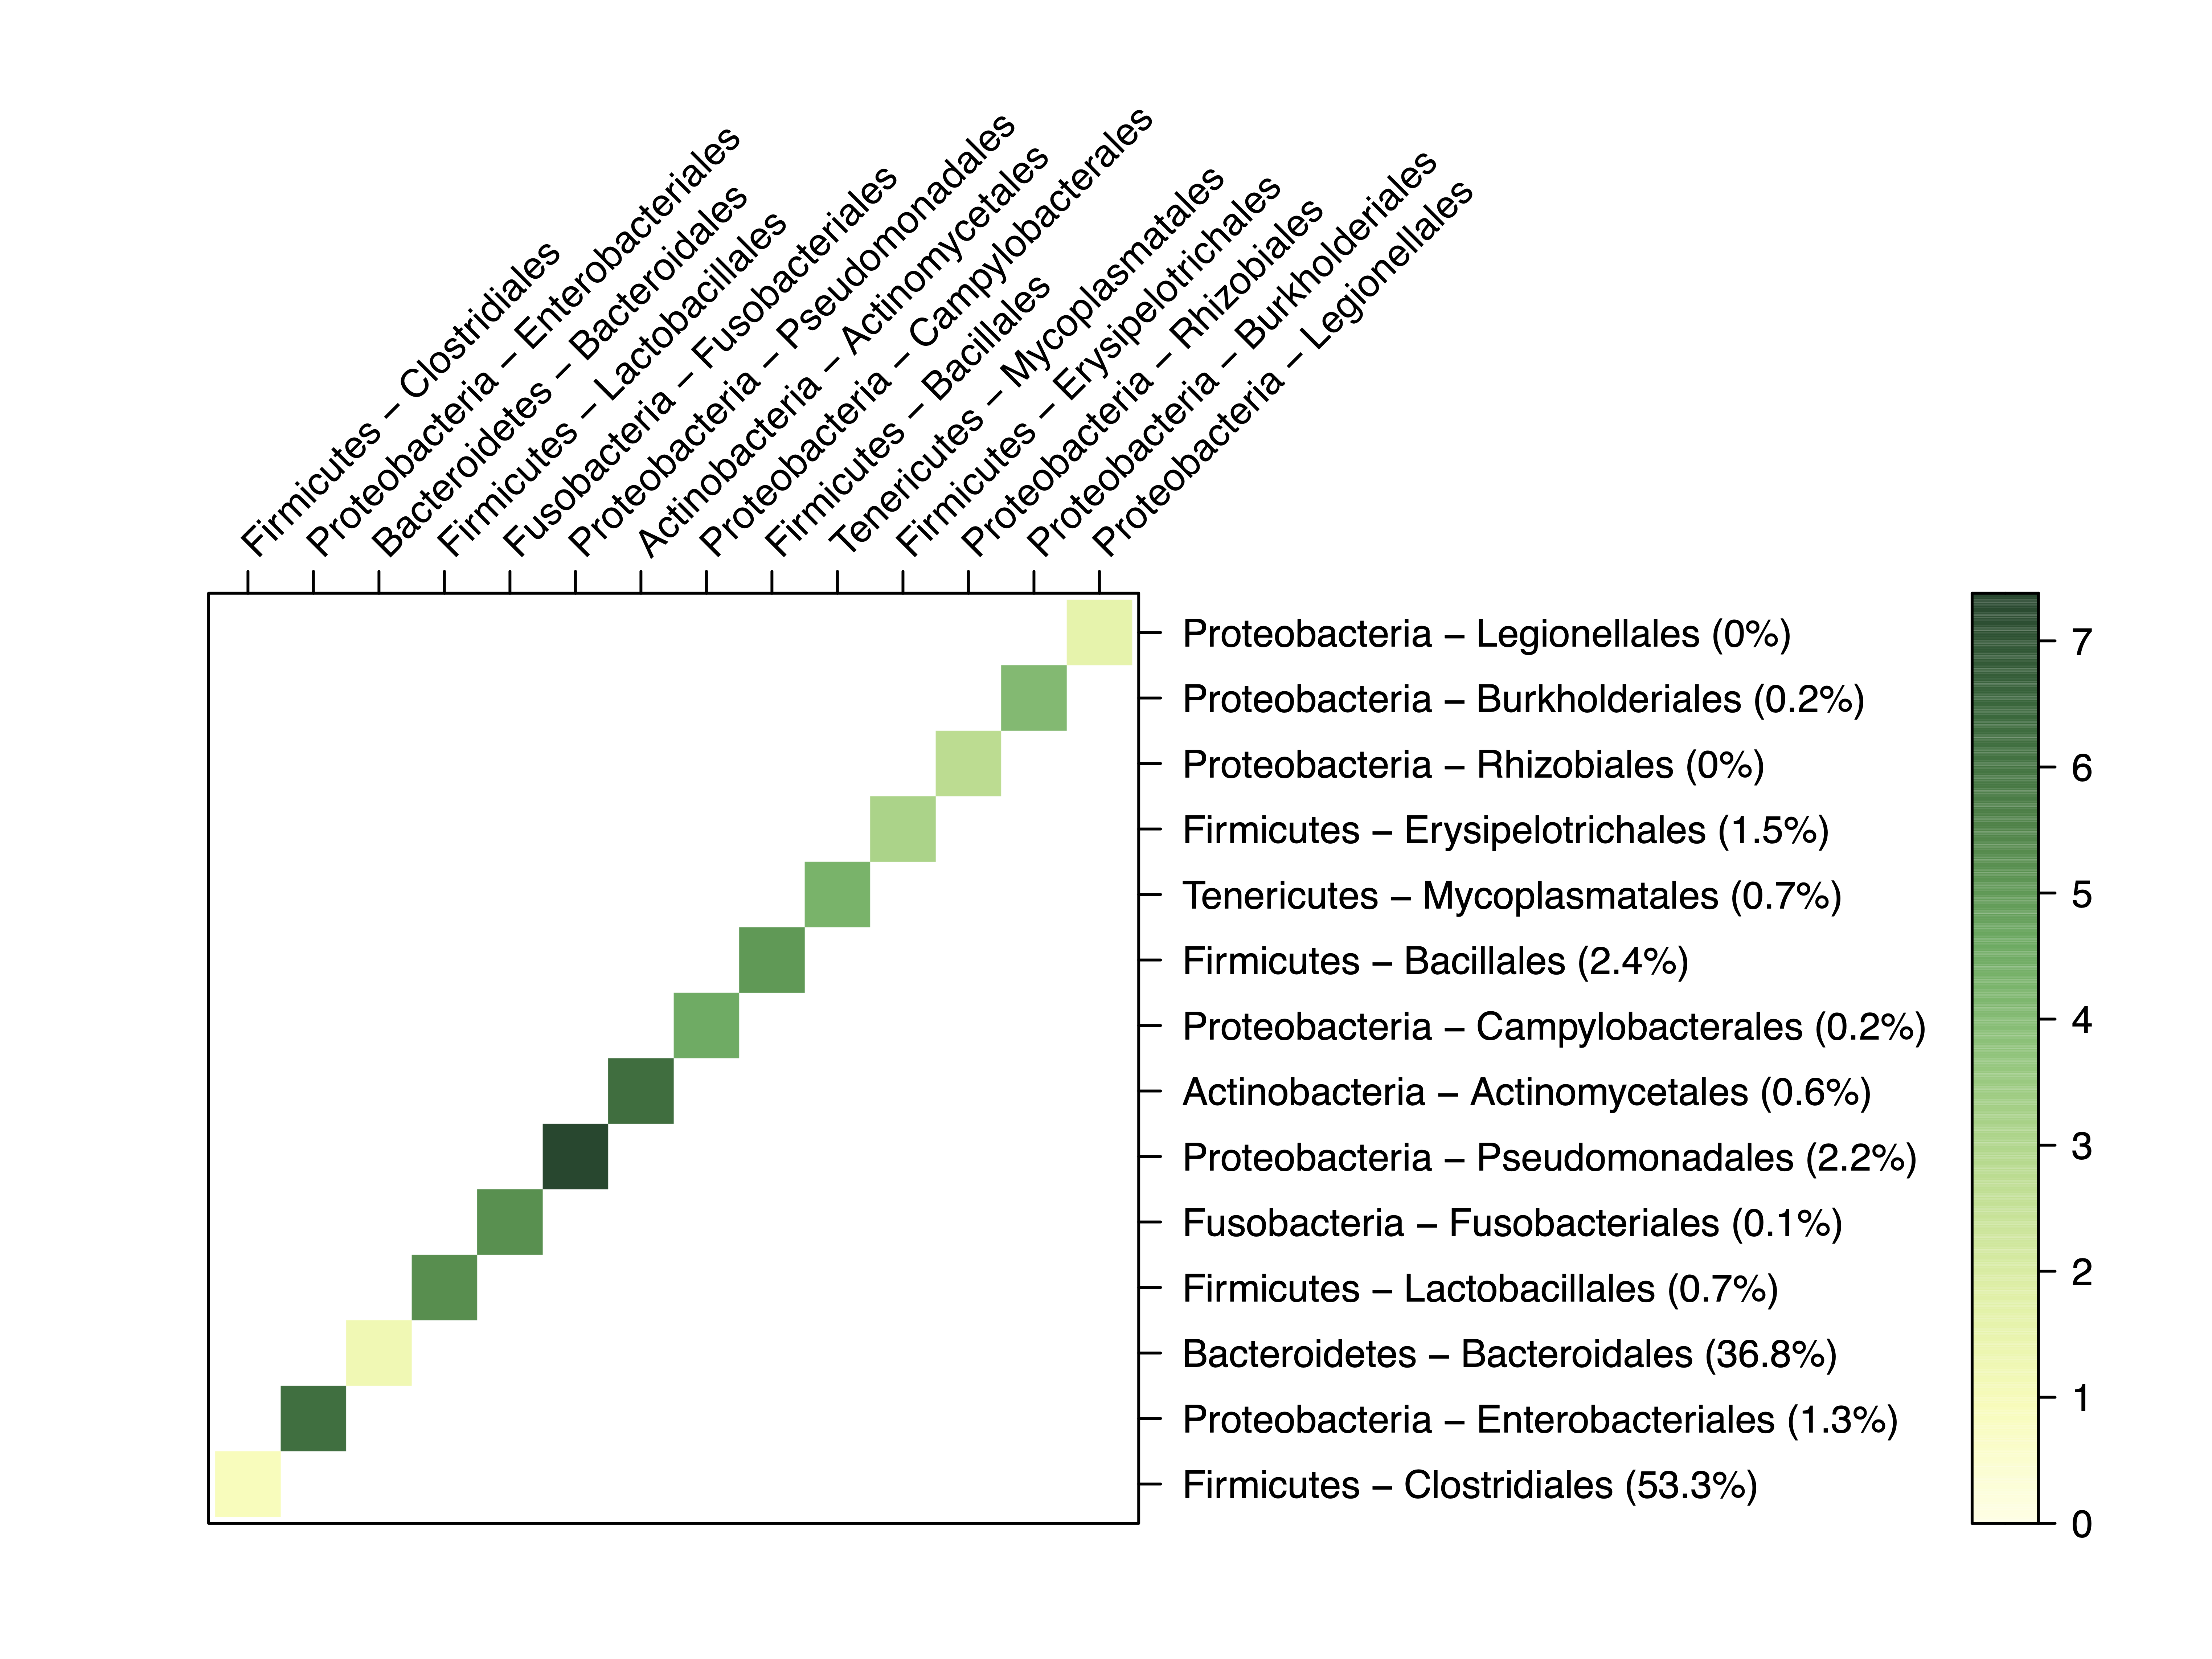 Firmicutes – Clostridiales
Proteobacteria – Enterobacteriales
Bacteroidetes – Bacteroidales
Firmicutes – Lactobacillales
Fusobacteria – Fusobacteriales
Proteobacteria – Pseudomonadales
Actinobacteria – Actinomycetales
Proteobacteria – Campylobacterales
Firmicutes – Bacillales
Tenericutes – Mycoplasmatales
Firmicutes – Erysipelotrichales
Proteobacteria – Rhizobiales
Proteobacteria – Burkholderiales
Proteobacteria – Legionellales
Proteobacteria – Legionellales (0%)
Proteobacteria – Burkholderiales (0.2%)
Proteobacteria – Rhizobiales (0%)
Firmicutes – Erysipelotrichales (1.5%)
Tenericutes – Mycoplasmatales (0.7%)
Firmicutes – Bacillales (2.4%)
Proteobacteria – Campylobacterales (0.2%)
Actinobacteria – Actinomycetales (0.6%)
Proteobacteria – Pseudomonadales (2.2%)
Fusobacteria – Fusobacteriales (0.1%)
Firmicutes – Lactobacillales (0.7%)
Bacteroidetes – Bacteroidales (36.8%)
Proteobacteria – Enterobacteriales (1.3%)
Firmicutes – Clostridiales (53.3%)
7
6
5
4
3
2
1
0